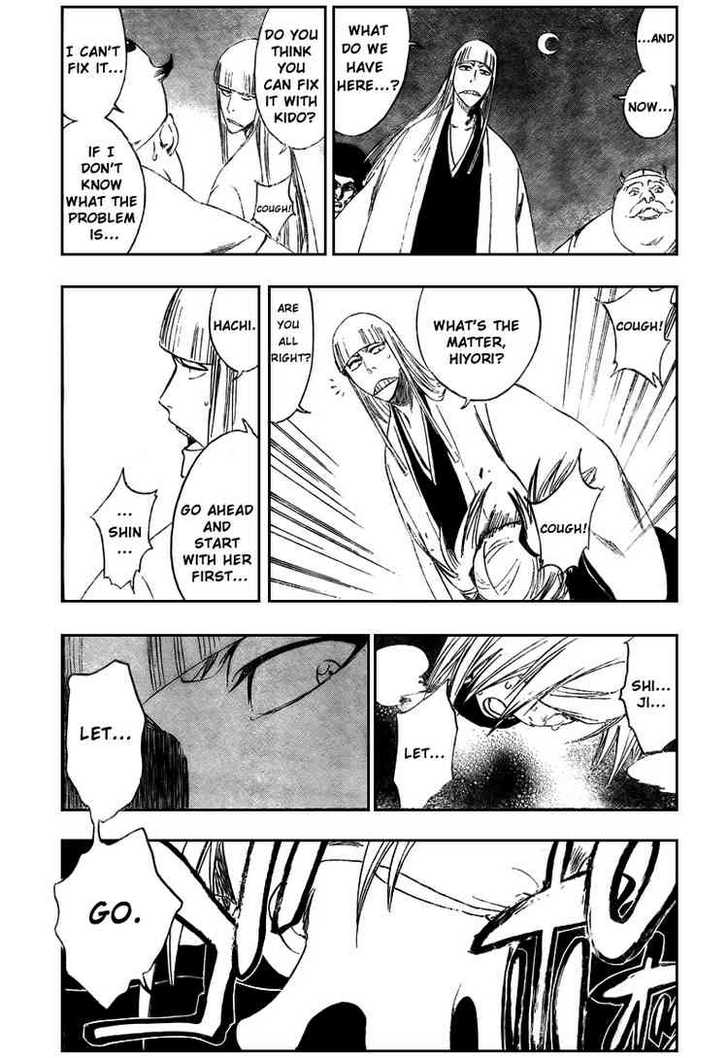 ...AND
NOW...
WHAT
DO WE
HAVE
HERE...?
DO YOU
THINK
YOU
CAN FIX
IT WITH
KIDO?
COUGH!
I CAN'T
FIX IT...
IF I
DON'T
KNOW
WHAT THE
PROBLEM
IS...
COUGH!
WHAT'S THE
MATTER,
HIYORI?
COUGH!
ARE
YOU
ALL
RIGHT?
HACHI.
GO AHEAD
AND
START
WITH HER
FIRST...
...
SHIN
...
SHI...
JI...
LET...
LET...
GO.